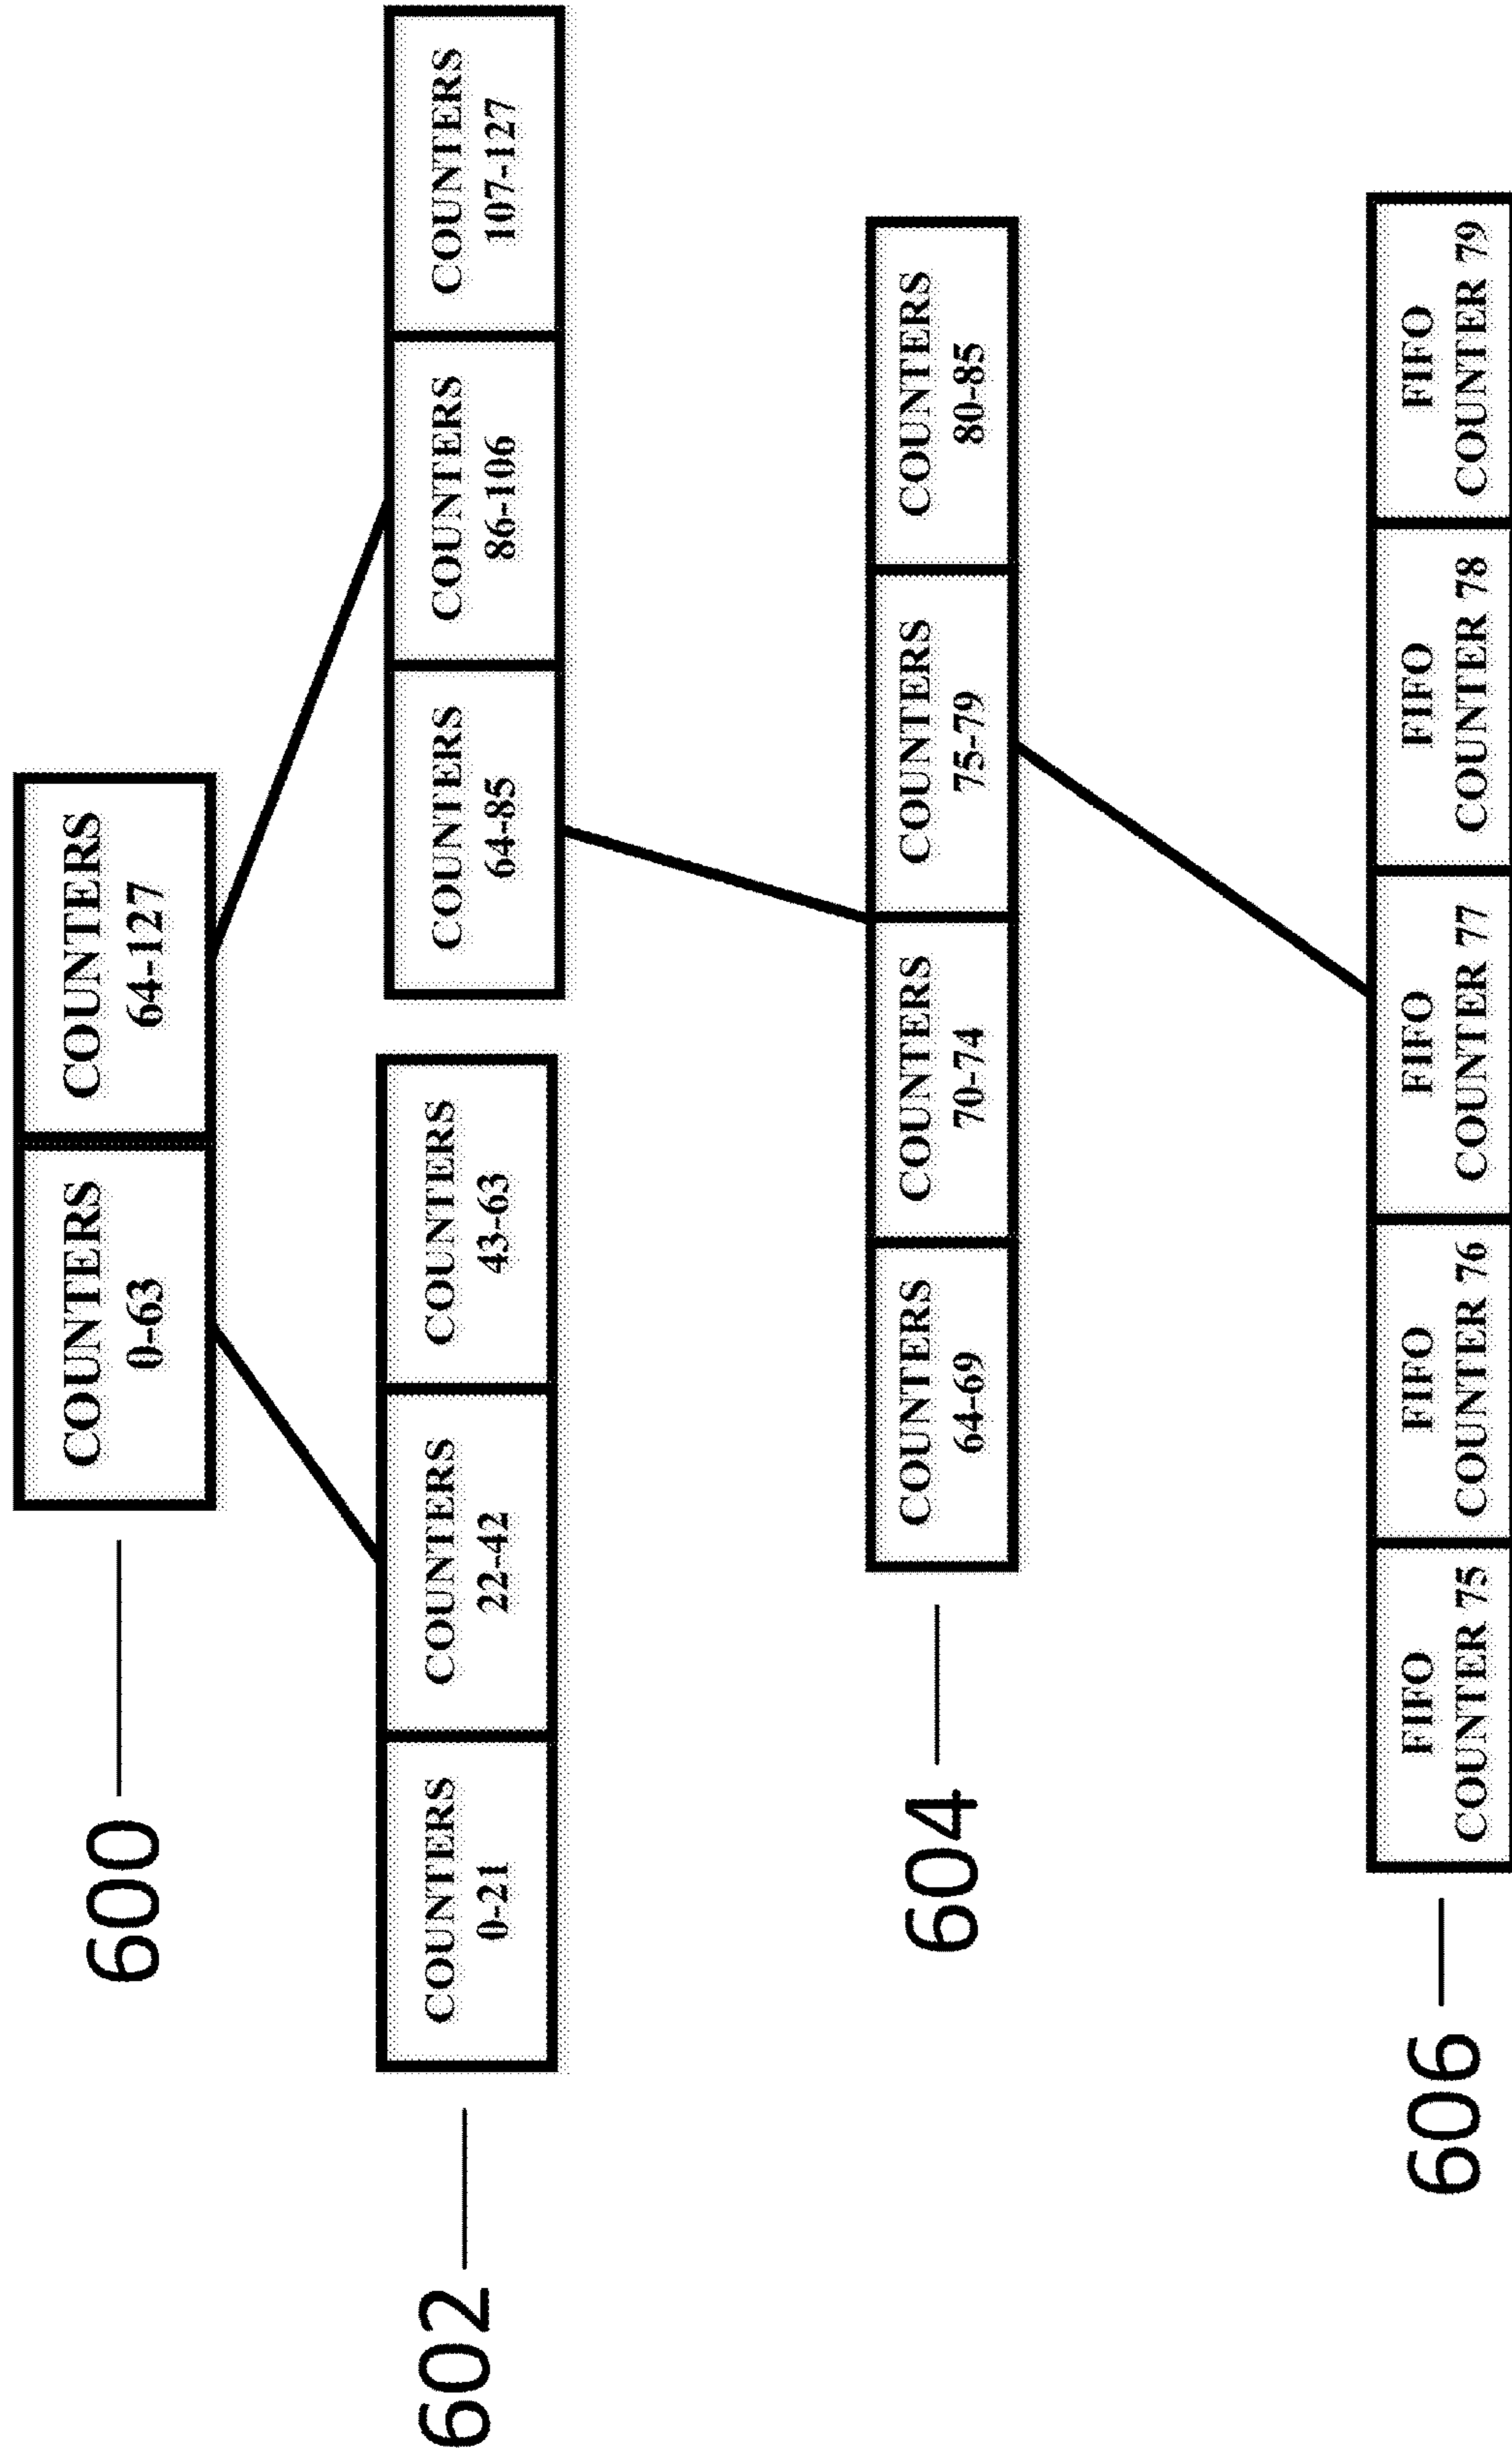 600
COUNTERS
0-63
COUNTERS
64-127
602
COUNTERS
0-21
COUNTERS
22-42
COUNTERS
43-63
COUNTERS
64-85
COUNTERS
86-106
COUNTERS
107-127
604
COUNTERS
64-69
COUNTERS
70-74
COUNTERS
75-79
COUNTERS
80-85
606
FIFO
COUNTER 75
FIFO
COUNTER 76
FIFO
COUNTER 77
FIFO
COUNTER 78
FIFO
COUNTER 79